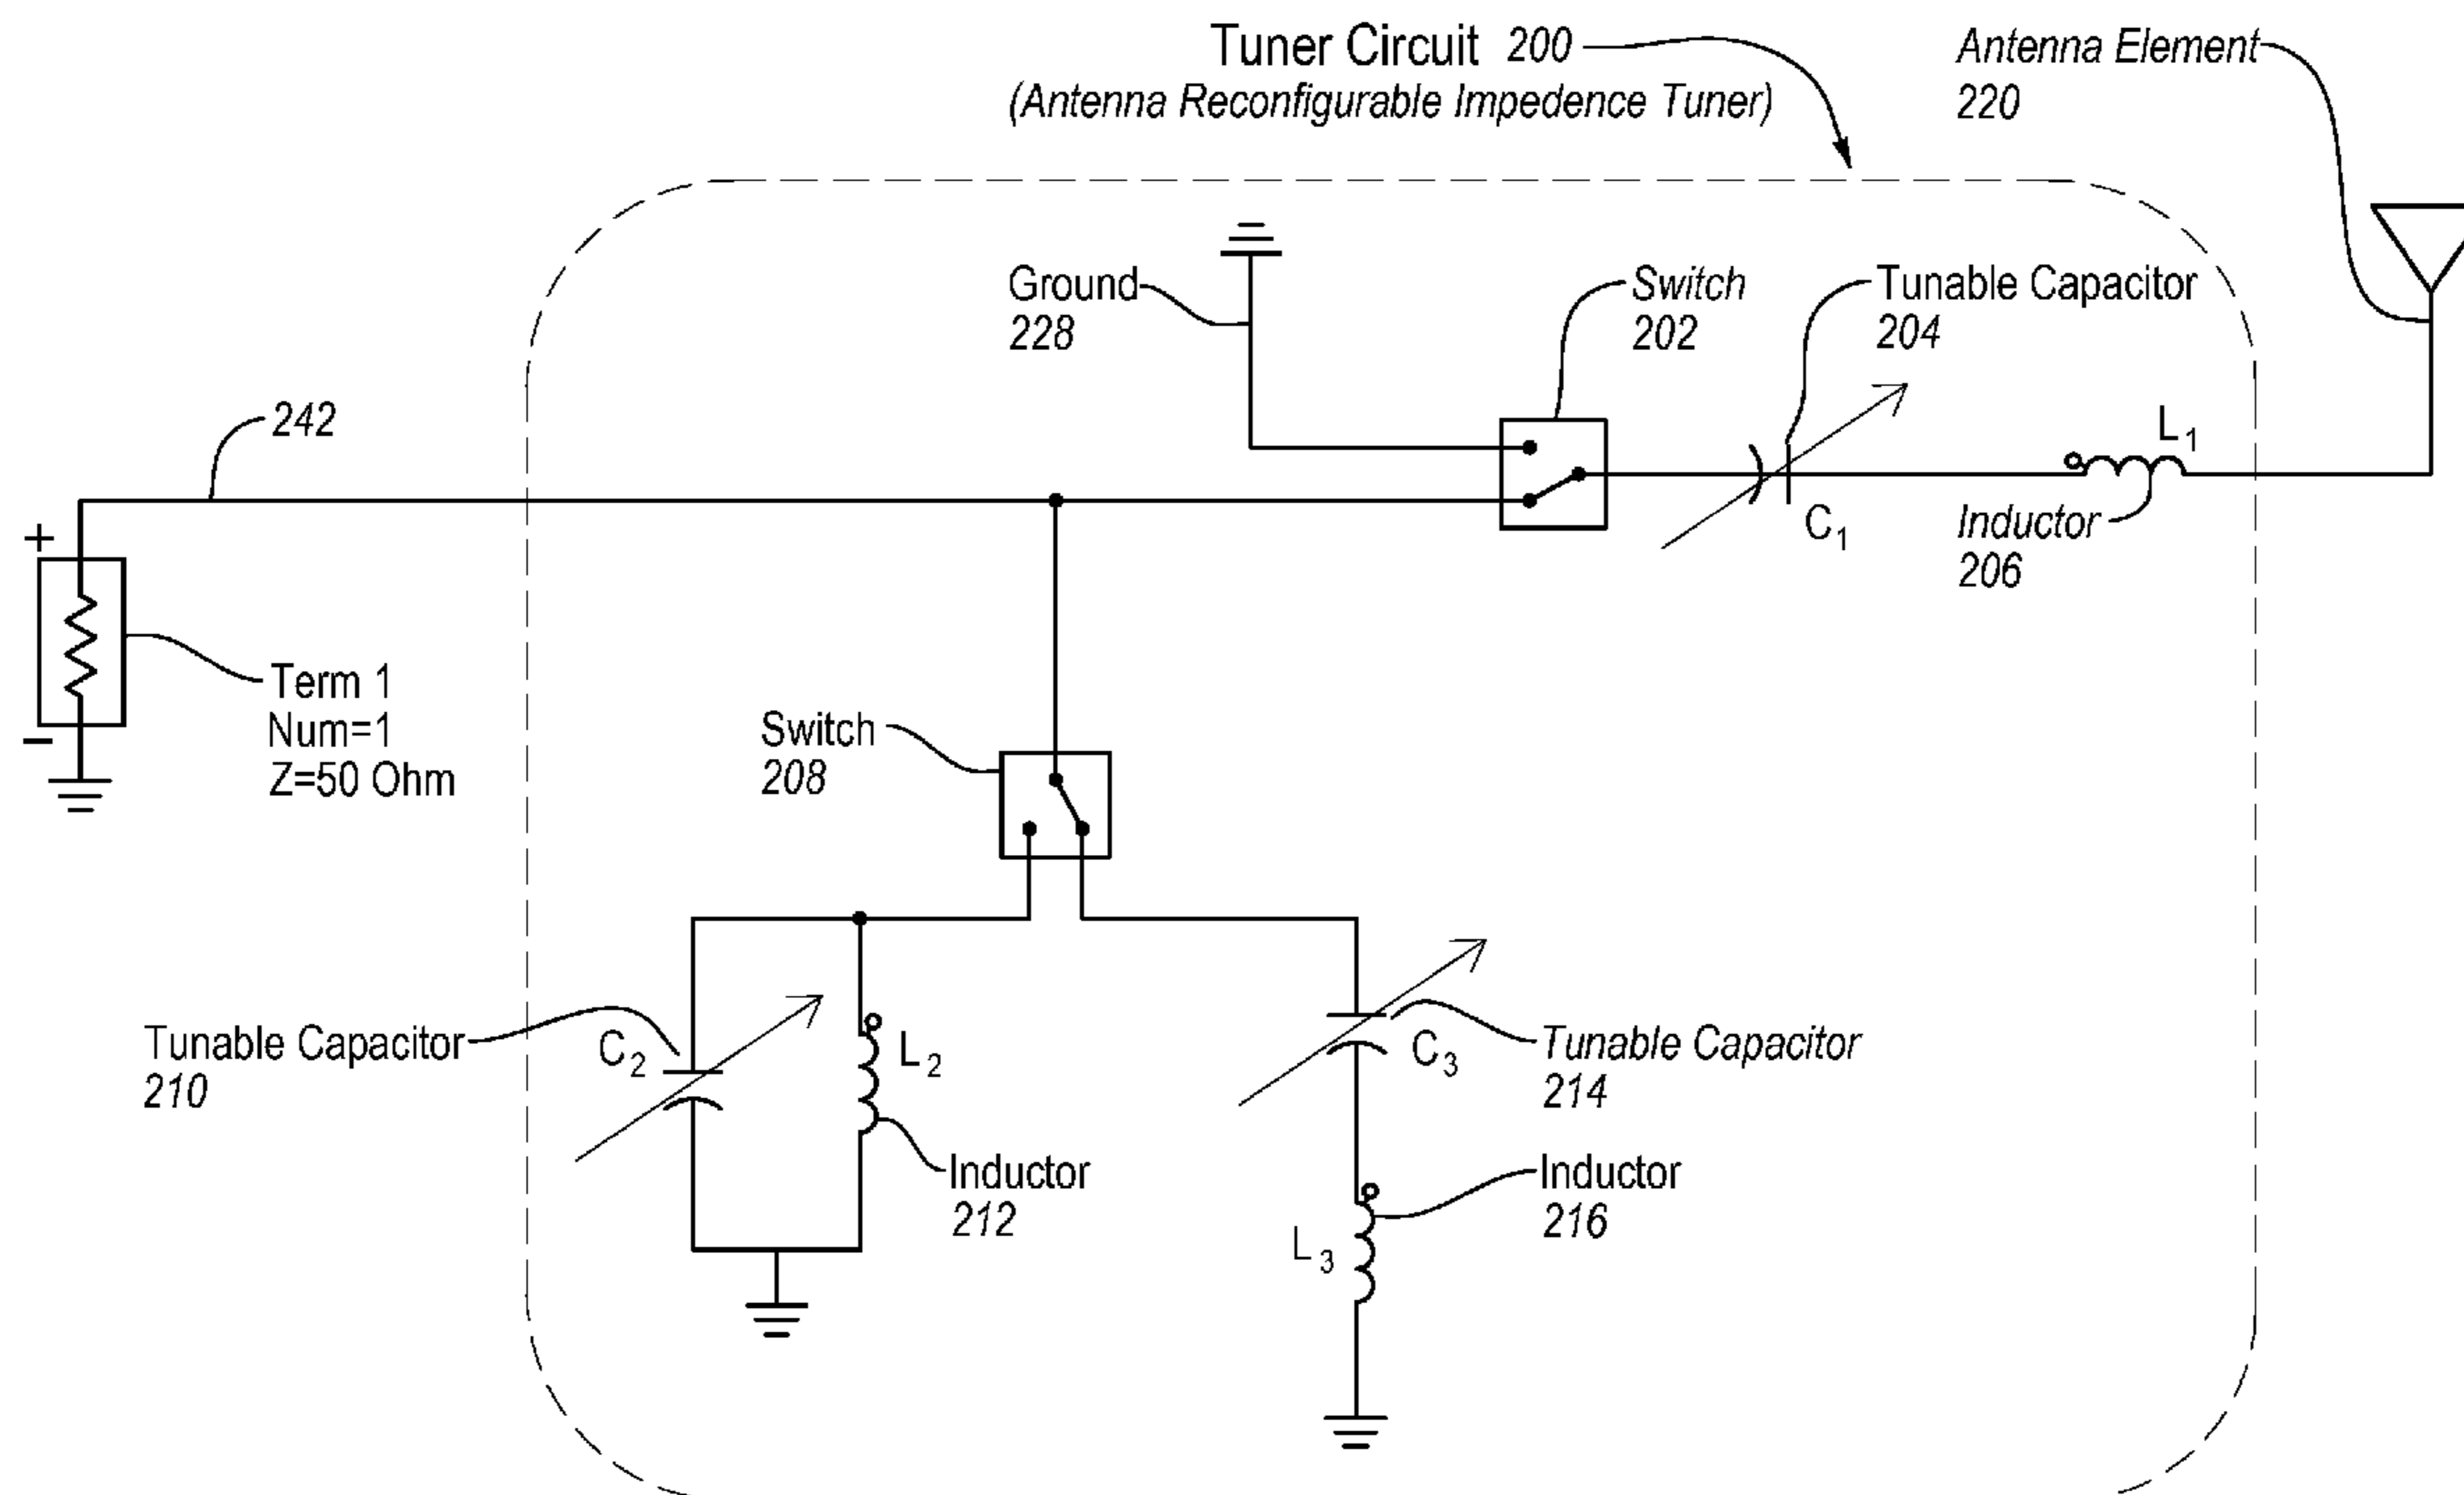 Tuner Circuit 200
(Antenna Reconfigurable Impedence Tuner)
Antenna Element
220
Ground
228
Switch
202
Tunable Capacitor
204
242
L1
C1
Inductor
206
+
−
Term 1
Num=1
Z=50 Ohm
Switch
208
Tunable Capacitor
210
C2
L2
Inductor
212
C3
Tunable Capacitor
214
Inductor
216
L3